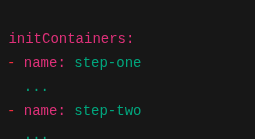 initContainers:
- name: step-one
  ...
- name: step-two
  ...